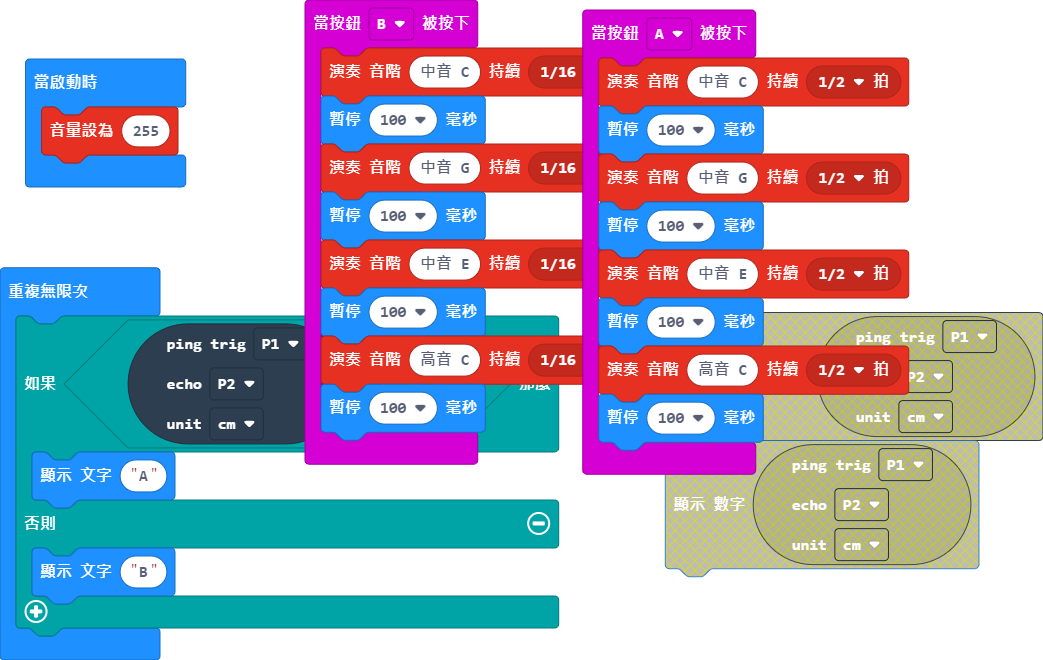 當啟動時
音量設為 255
重複無限次
如果 ping trig P1
echo P2
unit cm
顯示 文字 "A"
否則
顯示 文字 "B"
當按鈕 B 被按下
演奏 音階 中音 C 持續 1/16
暫停 100 毫秒
演奏 音階 中音 G 持續 1/16
暫停 100 毫秒
演奏 音階 中音 E 持續 1/16
暫停 100 毫秒
演奏 音階 高音 C 持續 1/16
暫停 100 毫秒
當按鈕 A 被按下
演奏 音階 中音 C 持續 1/2 拍
暫停 100 毫秒
演奏 音階 中音 G 持續 1/2 拍
暫停 100 毫秒
演奏 音階 中音 E 持續 1/2 拍
暫停 100 毫秒
演奏 音階 高音 C 持續 1/2 拍
暫停 100 毫秒
ping trig P1
P2
unit cm
顯示 數字 ping trig P1
echo P2
unit cm